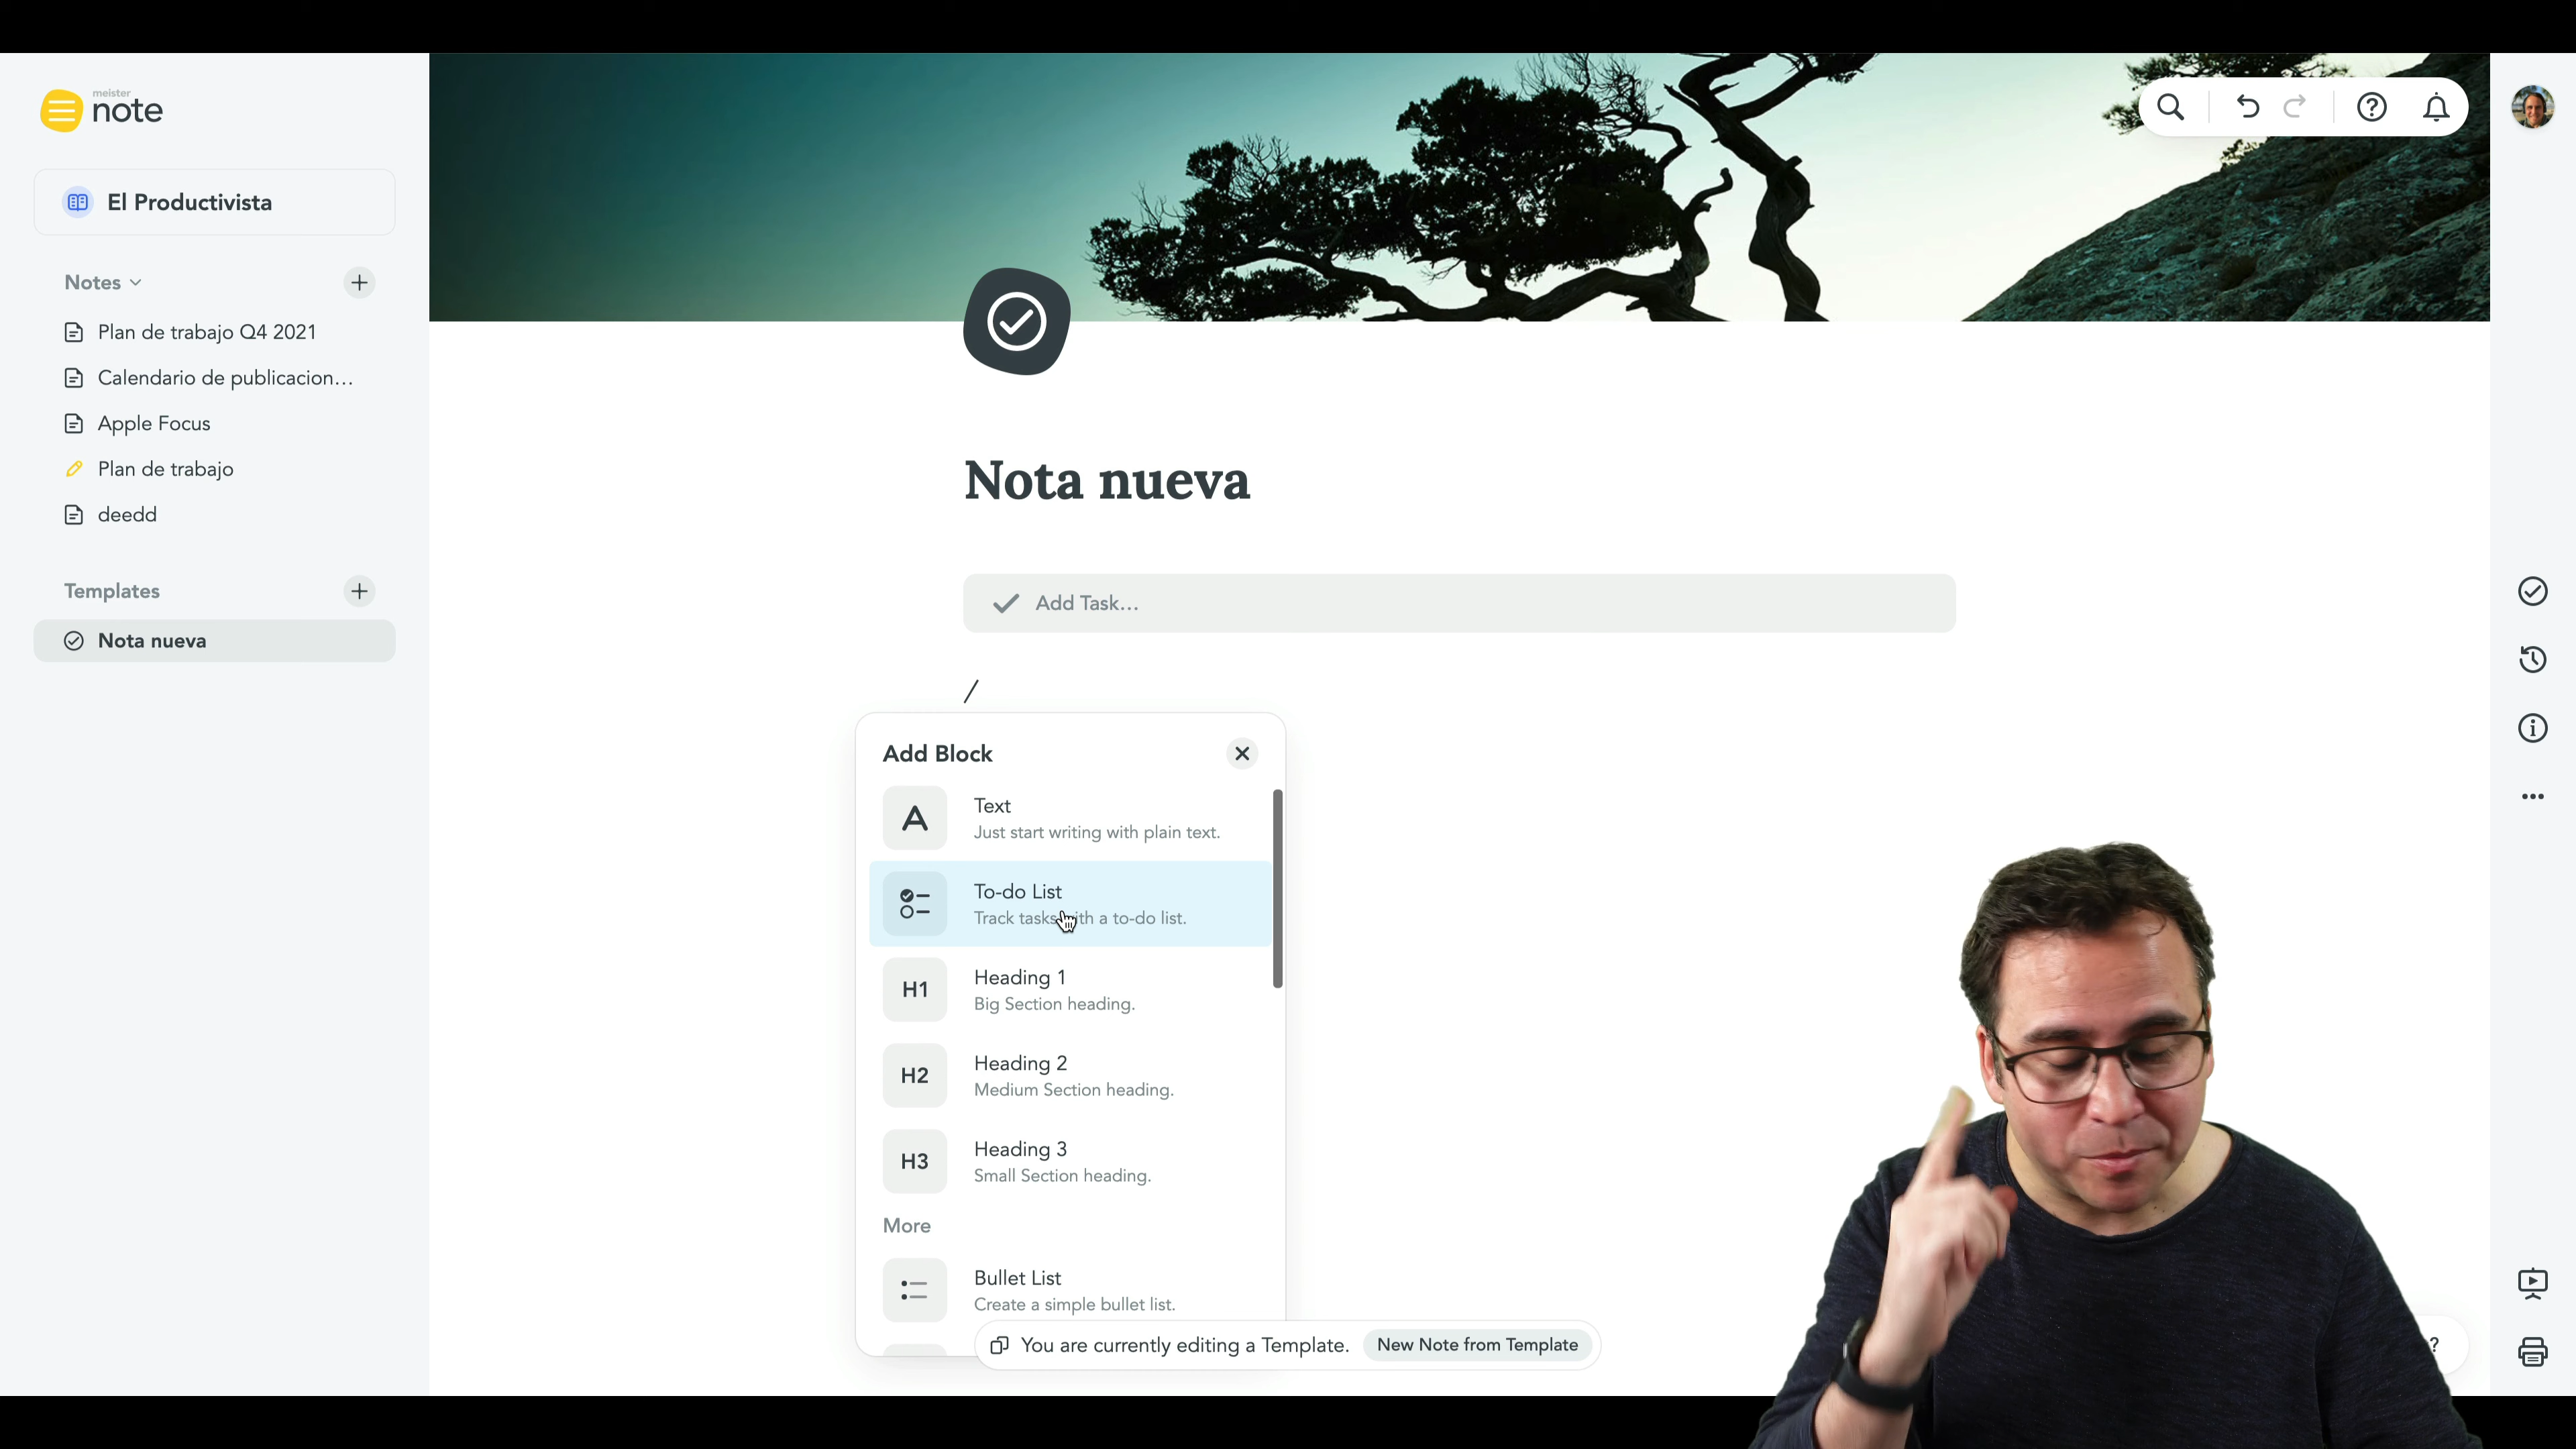 meister
note
El Productivista
Notes
Plan de trabajo Q4 2021
Calendario de publicacion...
Apple Focus
Plan de trabajo
deedd
Templates
Nota nueva
Nota nueva
Add Task...
/
Add Block
A
Text
Just start writing with plain text.
To-do List
Track tasks with a to-do list.
H1
Heading 1
Big Section heading.
H2
Heading 2
Medium Section heading.
H3
Heading 3
Small Section heading.
More
Bullet List
Create a simple bullet list.
You are currently editing a Template.
New Note from Template
?